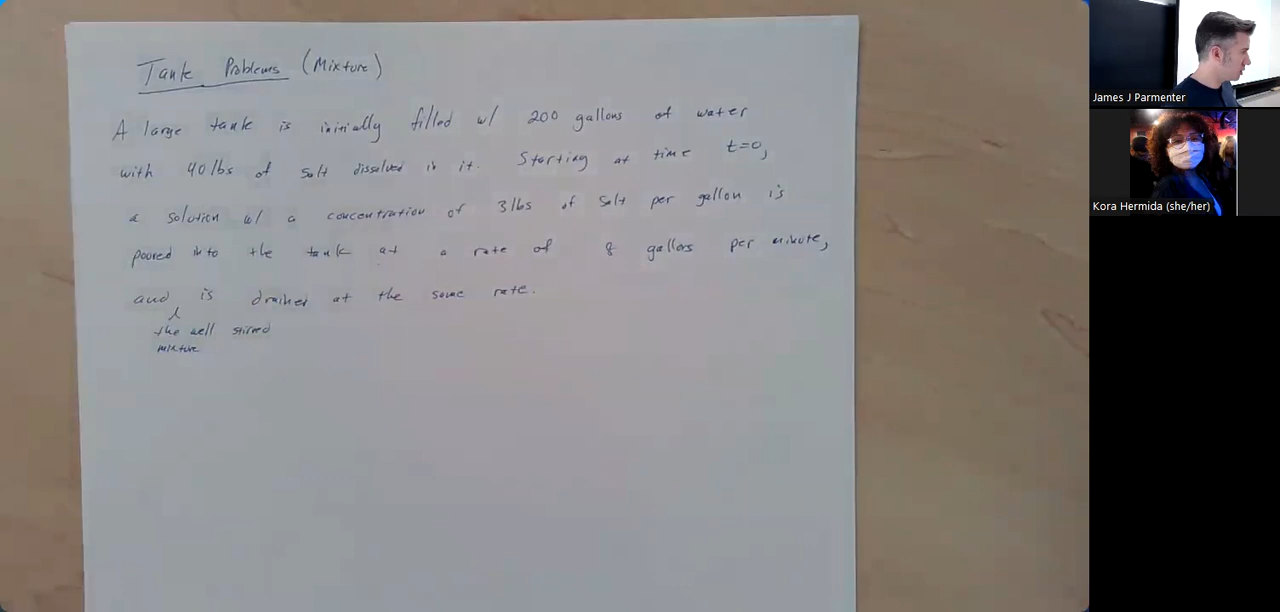 Tank Problems (Mixture)
A large tank is initially filled w/ 200 gallons of water
with 40 lbs of salt dissolved in it. Starting at time t=0,
a solution w/ a concentration of 3 lbs of salt per gallon is
poured into the tank at a rate of 8 gallons per minute,
and is drained at the same rate.
the well stirred
mixture
James J Parmenter
Kora Hermida (she/her)